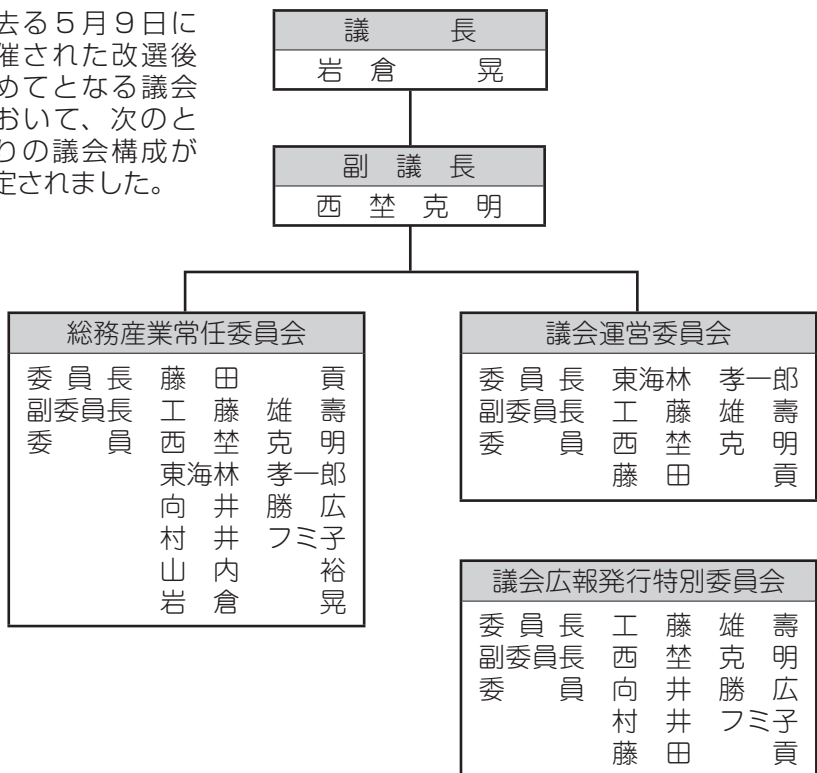 去る５月９日に
催された改選後
めてとなる議会
おいて、次のと
りの議会構成が
定されました。
議長
岩倉　晃
副議長
西埜克明
総務産業常任委員会
委員長　藤田　貢
副委員長　工藤雄壽
委員　西埜克明
東海林孝一郎
向井勝広
村井フミ子
山内　裕
岩倉　晃
議会運営委員会
委員長　東海林孝一郎
副委員長　工藤雄壽
委員　西埜克明
藤田　貢
議会広報発行特別委員会
委員長　工藤雄壽
副委員長　西埜克明
委員　向井勝広
村井フミ子
藤田　貢